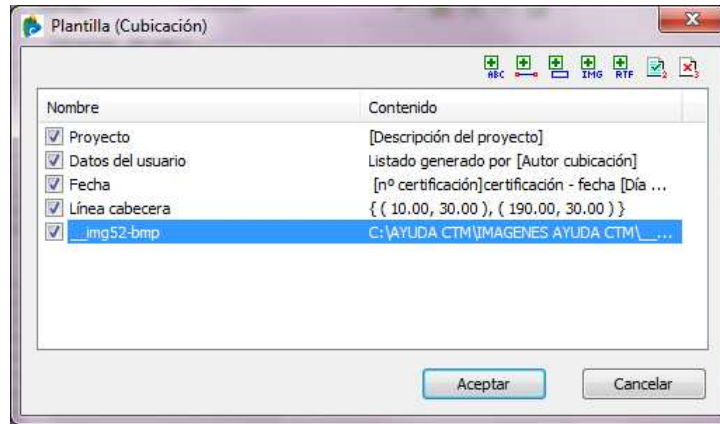 Plantilla (Cubicación)
ABC IMG RTF 2 3
Nombre Contenido
Proyecto [Descripción del proyecto]
Datos del usuario Listado generado por [Autor cubicación]
Fecha [nº certificación]certificación - fecha [Día ...
Línea cabecera { ( 10.00, 30.00 ), ( 190.00, 30.00 ) }
__img52-bmp C:\AYUDA CTM\IMAGENES AYUDA CTM\__...
Aceptar Cancelar